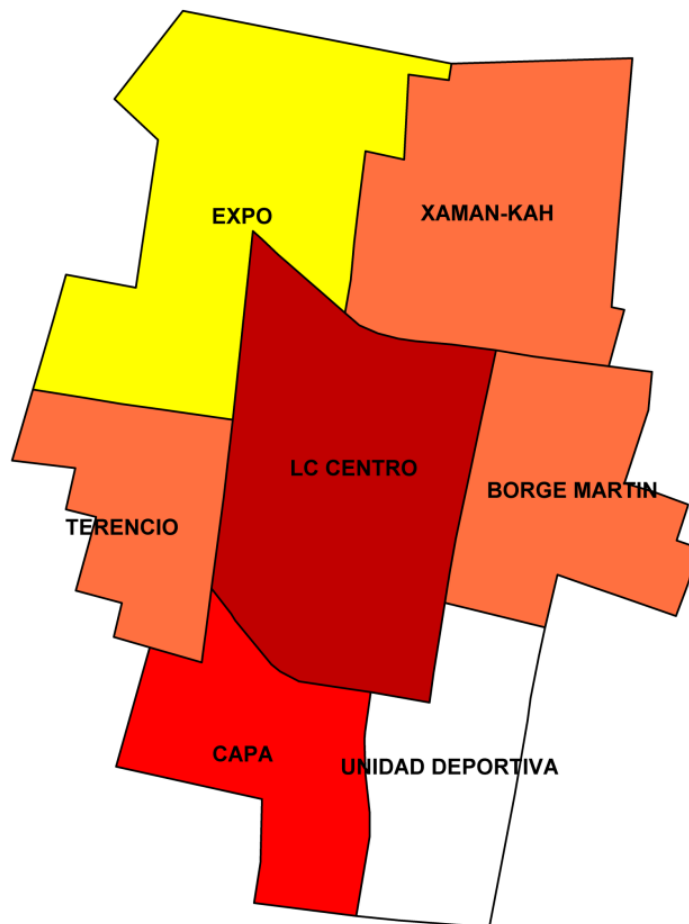 EXPO
XAMAN-KAH
LC CENTRO
BORGE MARTIN
TERENCIO
CAPA
UNIDAD DEPORTIVA